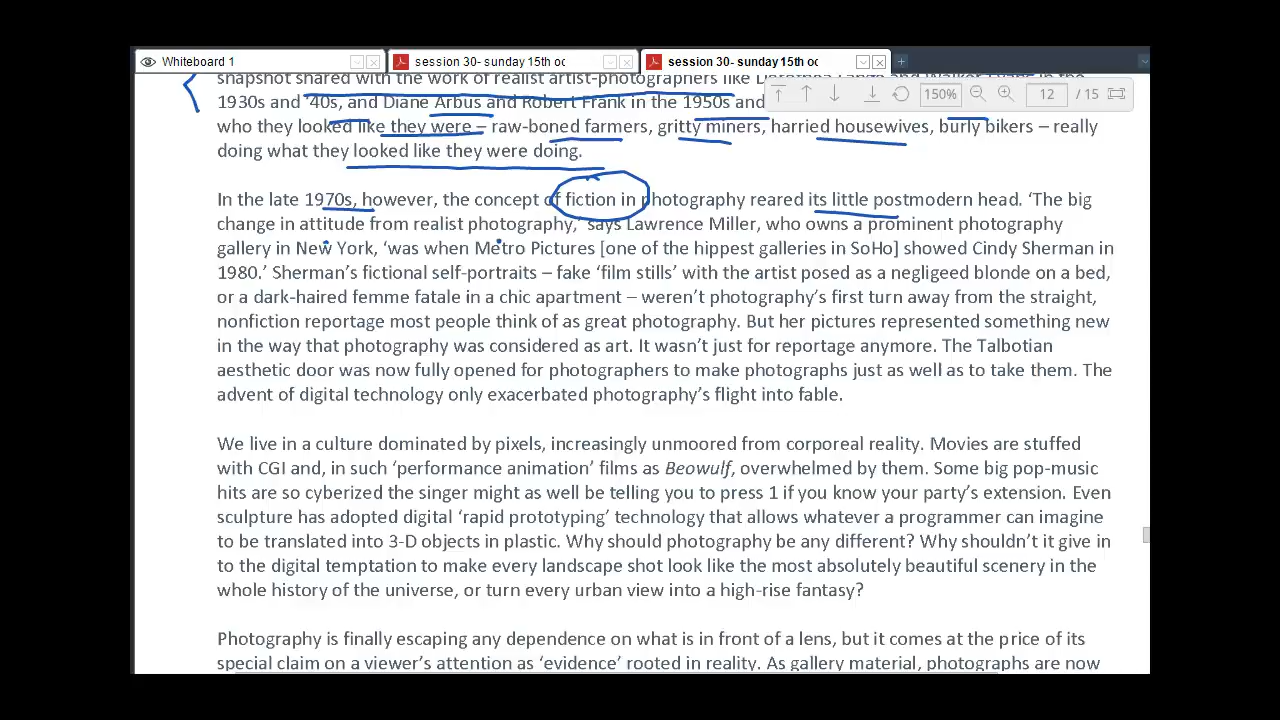 Whiteboard 1
session 30- sunday 15th oc
session 30- sunday 15th oc
150%
12 / 15
snapshot shared with the work of realist artist-photographers like Dorothea Lange and Walker Evans in the
1930s and '40s, and Diane Arbus and Robert Frank in the 1950s and
who they looked like they were – raw-boned farmers, gritty miners, harried housewives, burly bikers – really
doing what they looked like they were doing.
In the late 1970s, however, the concept of fiction in photography reared its little postmodern head. ‘The big
change in attitude from realist photography,’ says Lawrence Miller, who owns a prominent photography
gallery in New York, ‘was when Metro Pictures [one of the hippest galleries in SoHo] showed Cindy Sherman in
1980.’ Sherman’s fictional self-portraits – fake ‘film stills’ with the artist posed as a negligeed blonde on a bed,
or a dark-haired femme fatale in a chic apartment – weren’t photography’s first turn away from the straight,
nonfiction reportage most people think of as great photography. But her pictures represented something new
in the way that photography was considered as art. It wasn’t just for reportage anymore. The Talbotian
aesthetic door was now fully opened for photographers to make photographs just as well as to take them. The
advent of digital technology only exacerbated photography’s flight into fable.
We live in a culture dominated by pixels, increasingly unmoored from corporeal reality. Movies are stuffed
with CGI and, in such ‘performance animation’ films as Beowulf, overwhelmed by them. Some big pop-music
hits are so cyberized the singer might as well be telling you to press 1 if you know your party’s extension. Even
sculpture has adopted digital ‘rapid prototyping’ technology that allows whatever a programmer can imagine
to be translated into 3-D objects in plastic. Why should photography be any different? Why shouldn’t it give in
to the digital temptation to make every landscape shot look like the most absolutely beautiful scenery in the
whole history of the universe, or turn every urban view into a high-rise fantasy?
Photography is finally escaping any dependence on what is in front of a lens, but it comes at the price of its
special claim on a viewer’s attention as ‘evidence’ rooted in reality. As gallery material, photographs are now